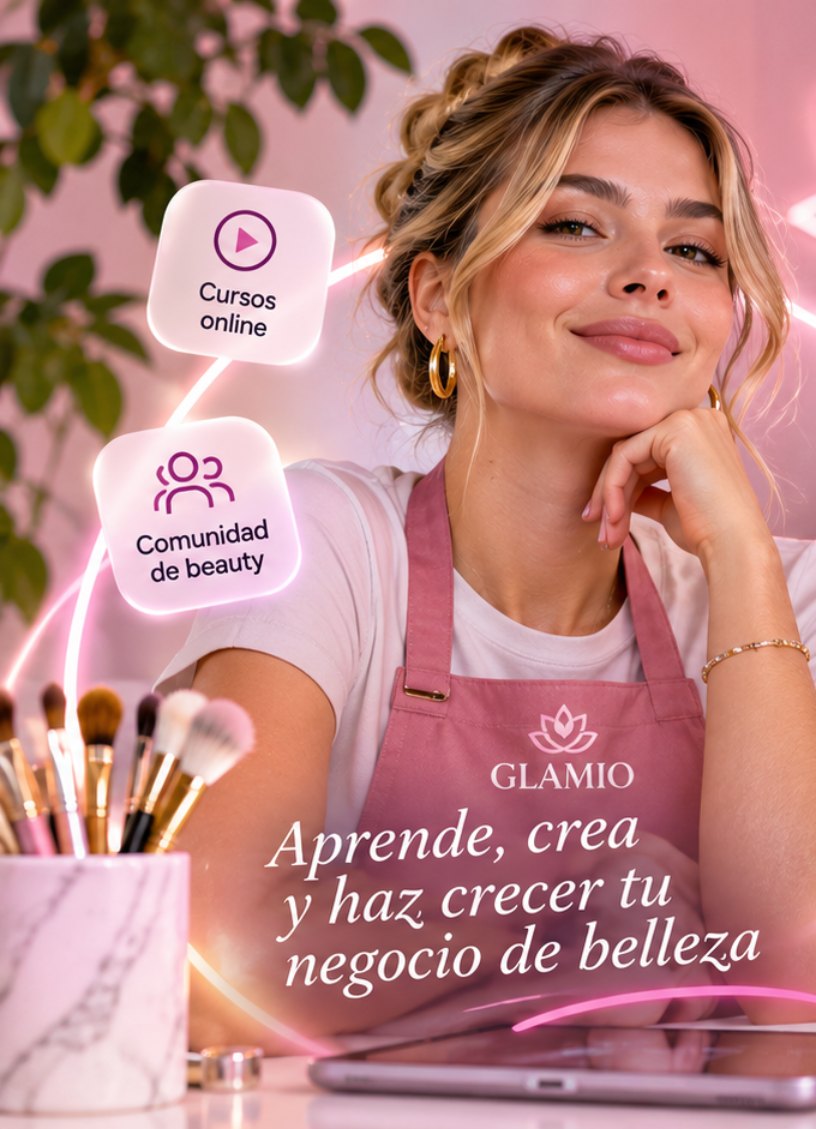 Cursos
online
Comunidad
de beauty
GLAMIO
Aprende, crea
y haz crecer tu
negocio de belleza